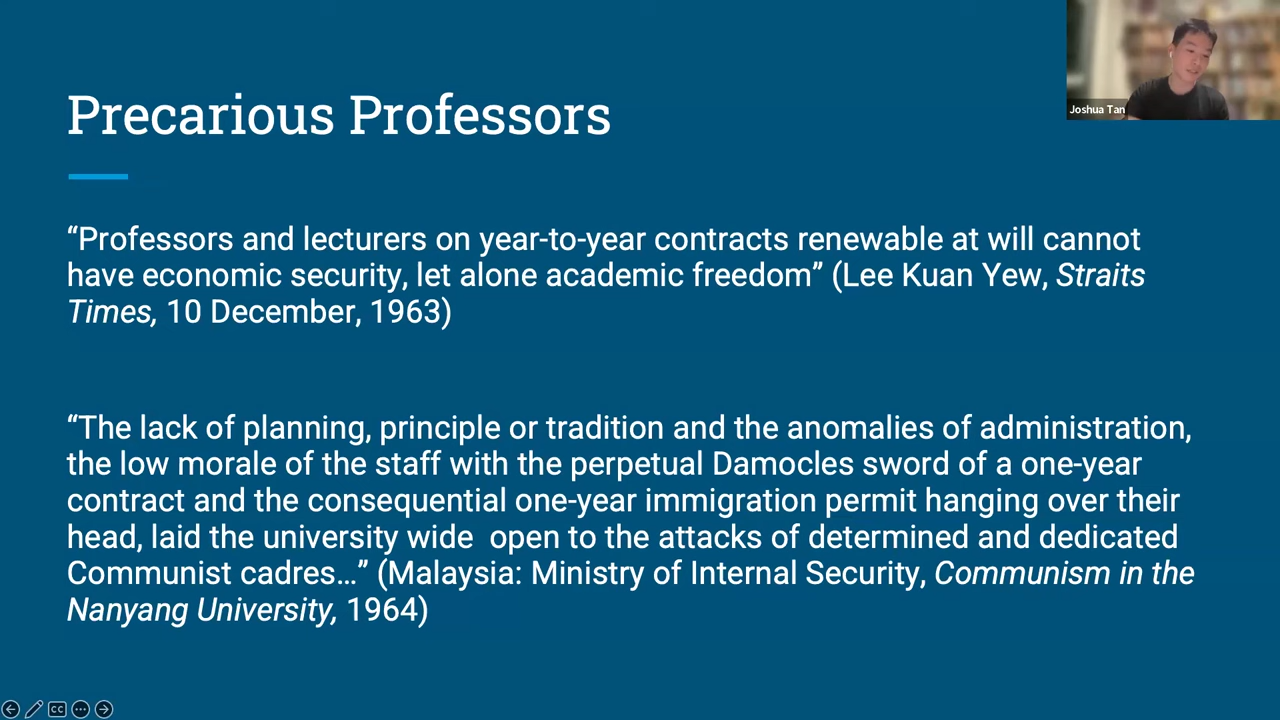 Joshua Tan
Precarious Professors
“Professors and lecturers on year-to-year contracts renewable at will cannot
have economic security, let alone academic freedom” (Lee Kuan Yew, Straits
Times, 10 December, 1963)
“The lack of planning, principle or tradition and the anomalies of administration,
the low morale of the staff with the perpetual Damocles sword of a one-year
contract and the consequential one-year immigration permit hanging over their
head, laid the university wide  open to the attacks of determined and dedicated
Communist cadres…” (Malaysia: Ministry of Internal Security, Communism in the
Nanyang University, 1964)
CC